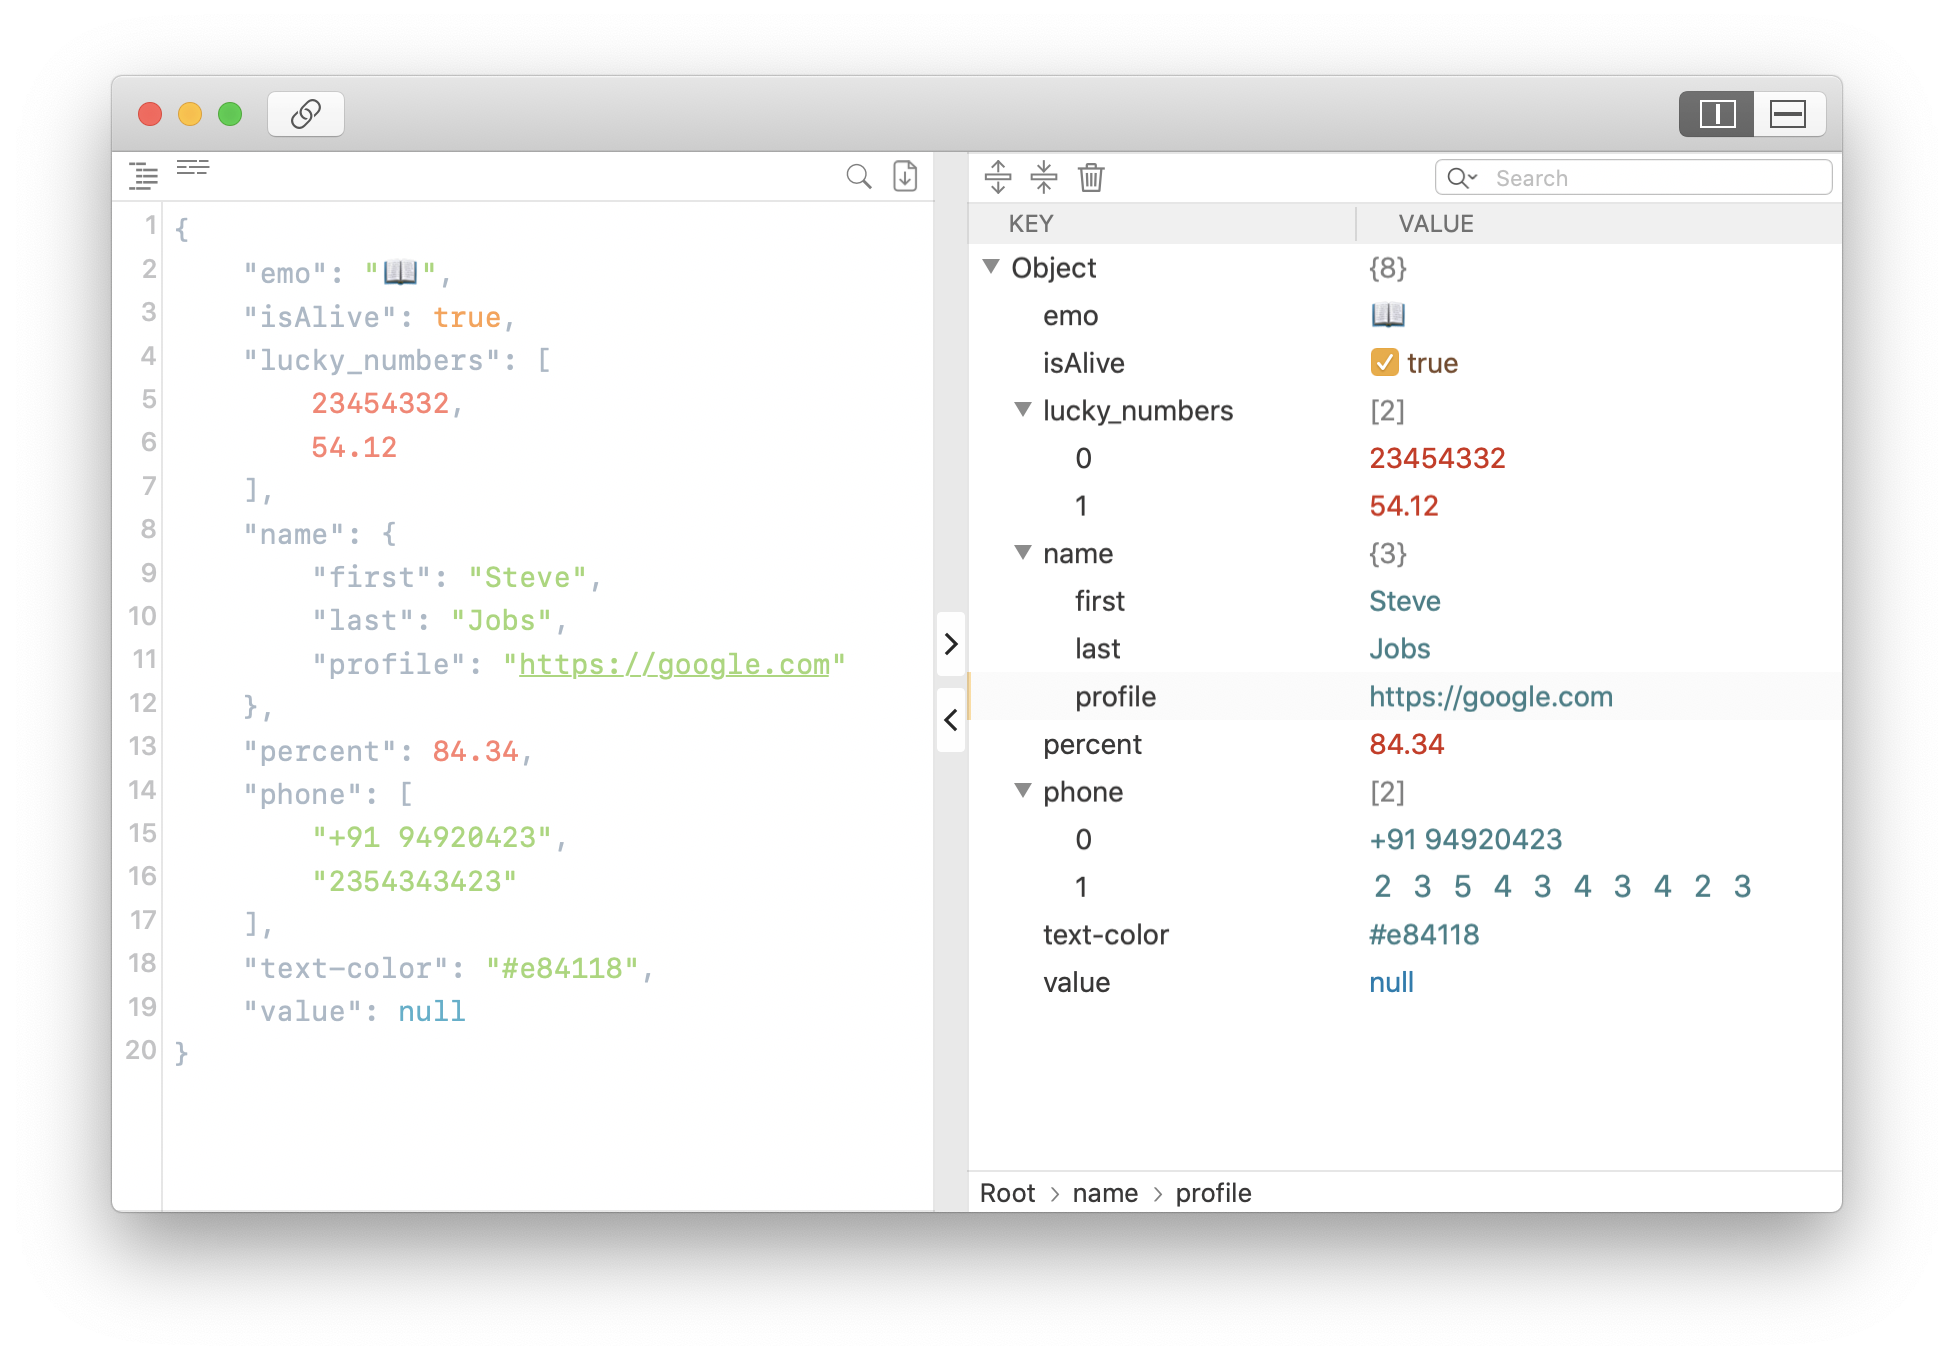 1 {
2 "emo": "📖",
3 "isAlive": true,
4 "lucky_numbers": [
5 23454332,
6 54.12
7 ],
8 "name": {
9 "first": "Steve",
10 "last": "Jobs",
11 "profile": "https://google.com"
12 },
13 "percent": 84.34,
14 "phone": [
15 "+91 94920423",
16 "2354343423"
17 ],
18 "text-color": "#e84118",
19 "value": null
20 }
Search
KEY VALUE
Object {8}
emo 📖
isAlive true
lucky_numbers [2]
0 23454332
1 54.12
name {3}
first Steve
last Jobs
profile https://google.com
percent 84.34
phone [2]
0 +91 94920423
1 2 3 5 4 3 4 3 4 2 3
text-color #e84118
value null
Root > name > profile